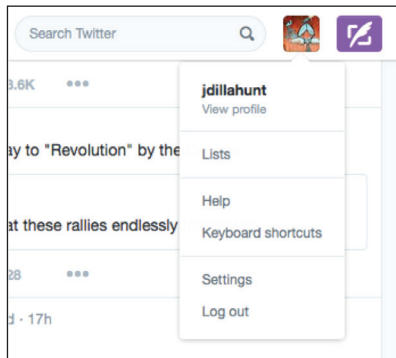 Search Twitter
3.6K
jdillahunt
View profile
Lists
ay to "Revolution" by the
Help
at these rallies endlessly
Keyboard shortcuts
28
Settings
Log out
d · 17h